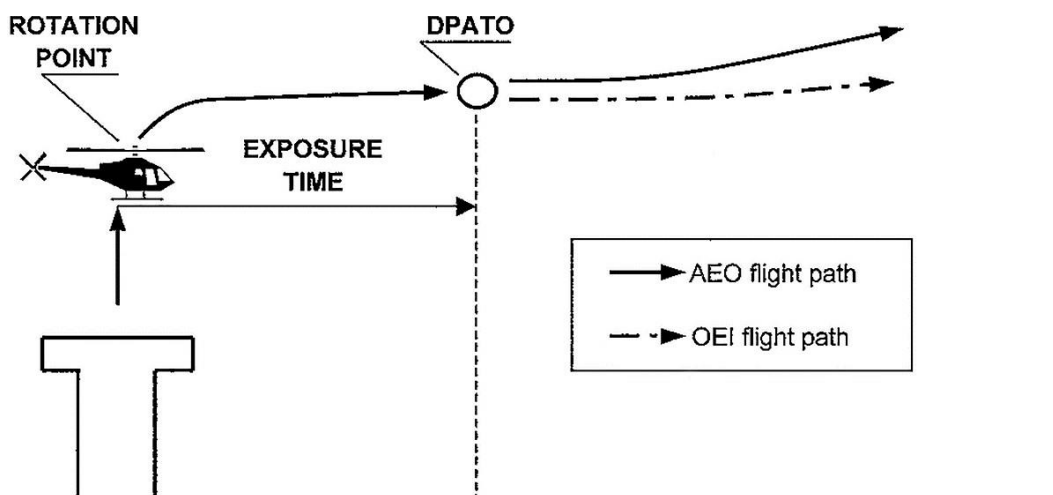 ROTATION
POINT
DPATO
EXPOSURE
TIME
AEO flight path
OEI flight path